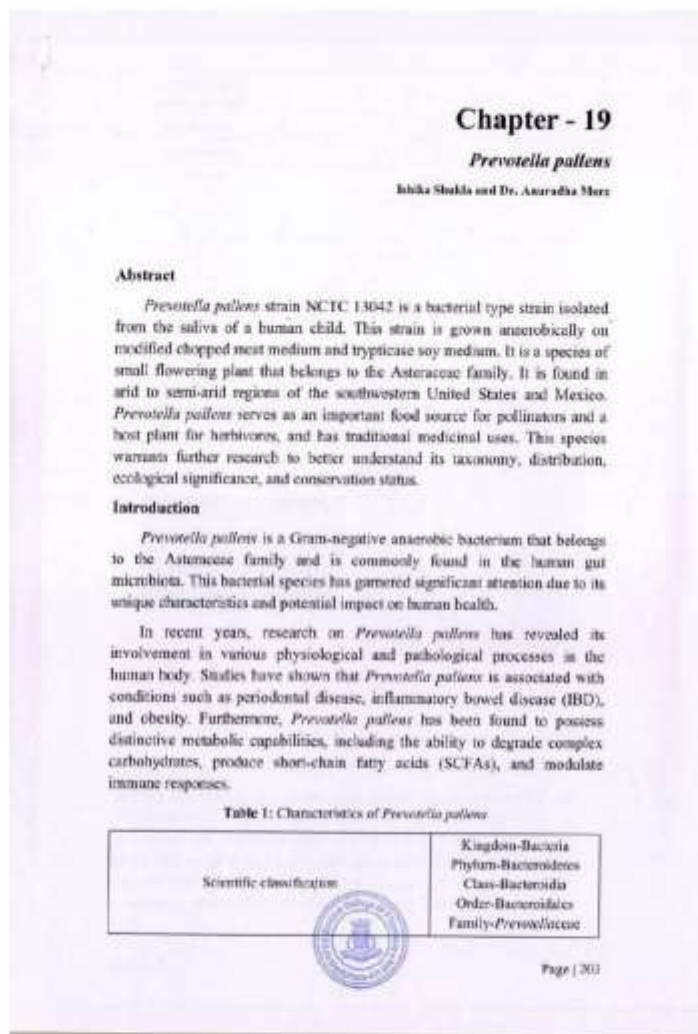 Chapter - 19
Prevotella pallens
Ishika Shukla and Dr. Anuradha
Abstract
Prevotella pallens strain NCTC 13042 is a bacterial type strain isolated
from the saliva of a human child. This strain is grown anaerobically on
modified chopped meat medium and trypticase soy medium. It is a species of
small flowering plant that belongs to the Asteraceae family. It is found in
arid to semi-arid regions of the southwestern United States and Mexico.
Prevotella pallens serves as an important food source for pollinators and a
host plant for herbivores, and has traditional medicinal uses. This species
warrants further research to better understand its taxonomy, distribution,
ecological significance, and conservation status.
Introduction
Prevotella pallens is a Gram-negative anaerobic bacterium that belongs
to the Asteraceae family and is commonly found in the human gut
microbiota. This bacterial species has garnered significant attention due to its
unique characteristics and potential impact on human health.
In recent years, research on Prevotella pallens has revealed its
involvement in various physiological and pathological processes in the
human body. Studies have shown that Prevotella pallens is associated with
conditions such as periodontal disease, inflammatory bowel disease (IBD),
and obesity. Furthermore, Prevotella pallens has been found to possess
distinctive metabolic capabilities, including the ability to degrade complex
carbohydrates, produce short-chain fatty acids (SCFAs), and modulate
immune responses.
Table 1: Characteristics of Prevotella pallens
Scientific classification
Kingdom-Bacteria
Phylum-Bacteroidetes
Class-Bacteroidia
Order-Bacteroidales
Family-Prevotellaceae
Page | 203